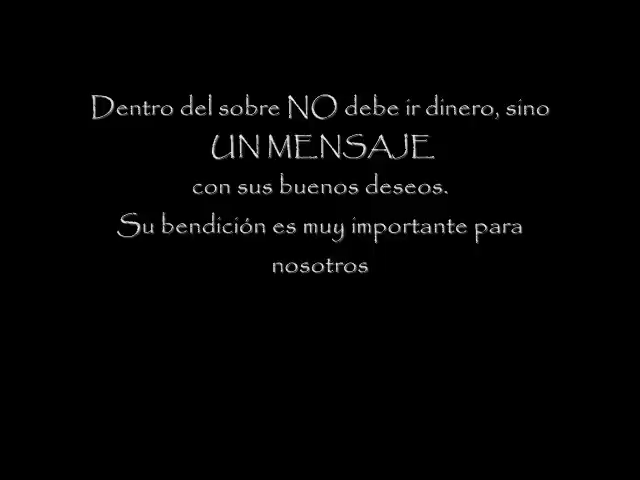 Dentro del sobre NO debe ir dinero, sino
UN MENSAJE
con sus buenos deseos.
Su bendición es muy importante para
nosotros